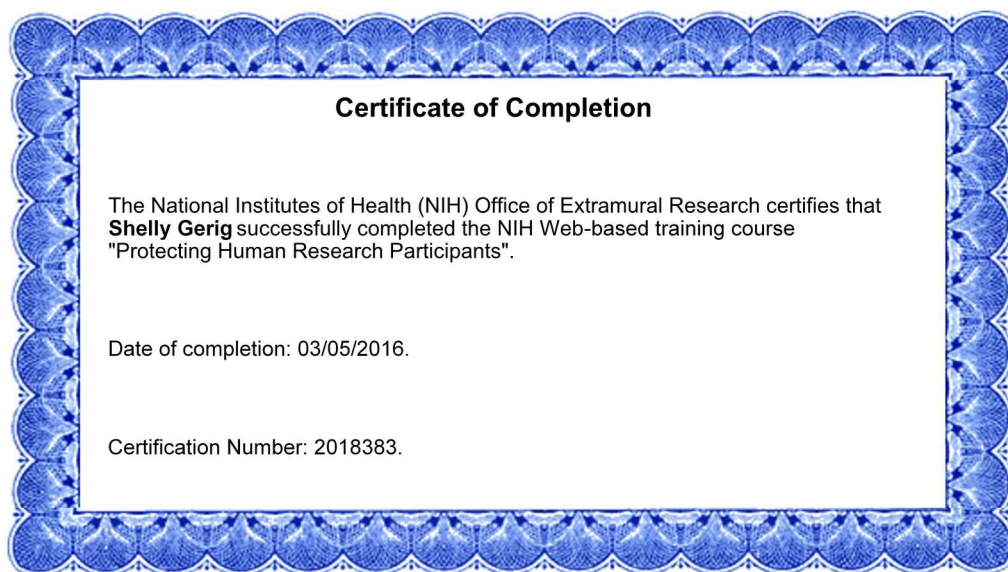 Certificate of Completion
The National Institutes of Health (NIH) Office of Extramural Research certifies that
Shelly Gerig successfully completed the NIH Web-based training course
"Protecting Human Research Participants".
Date of completion: 03/05/2016.
Certification Number: 2018383.